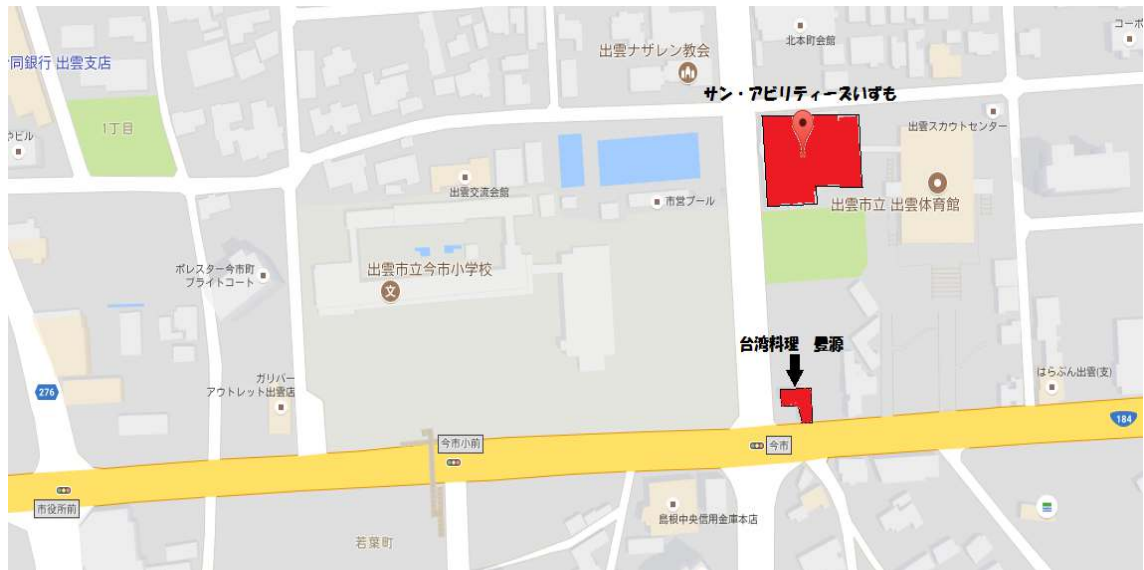 北本町会館
コーポ
出雲ナザレン教会
同銀行 出雲支店
サン・アビリティーズいずも
1丁目
出雲スカウトセンター
やビル
出雲交流会館
市営プール
出雲市立 出雲体育館
ポレスター今市町
ブライトコート
出雲市立今市小学校
文
台湾料理 豊源
ガリバー
アウトレット出雲店
はらぶん出雲(支)
276
184
今市小前
今市
市役所前
島根中央信用金庫本店
若葉町